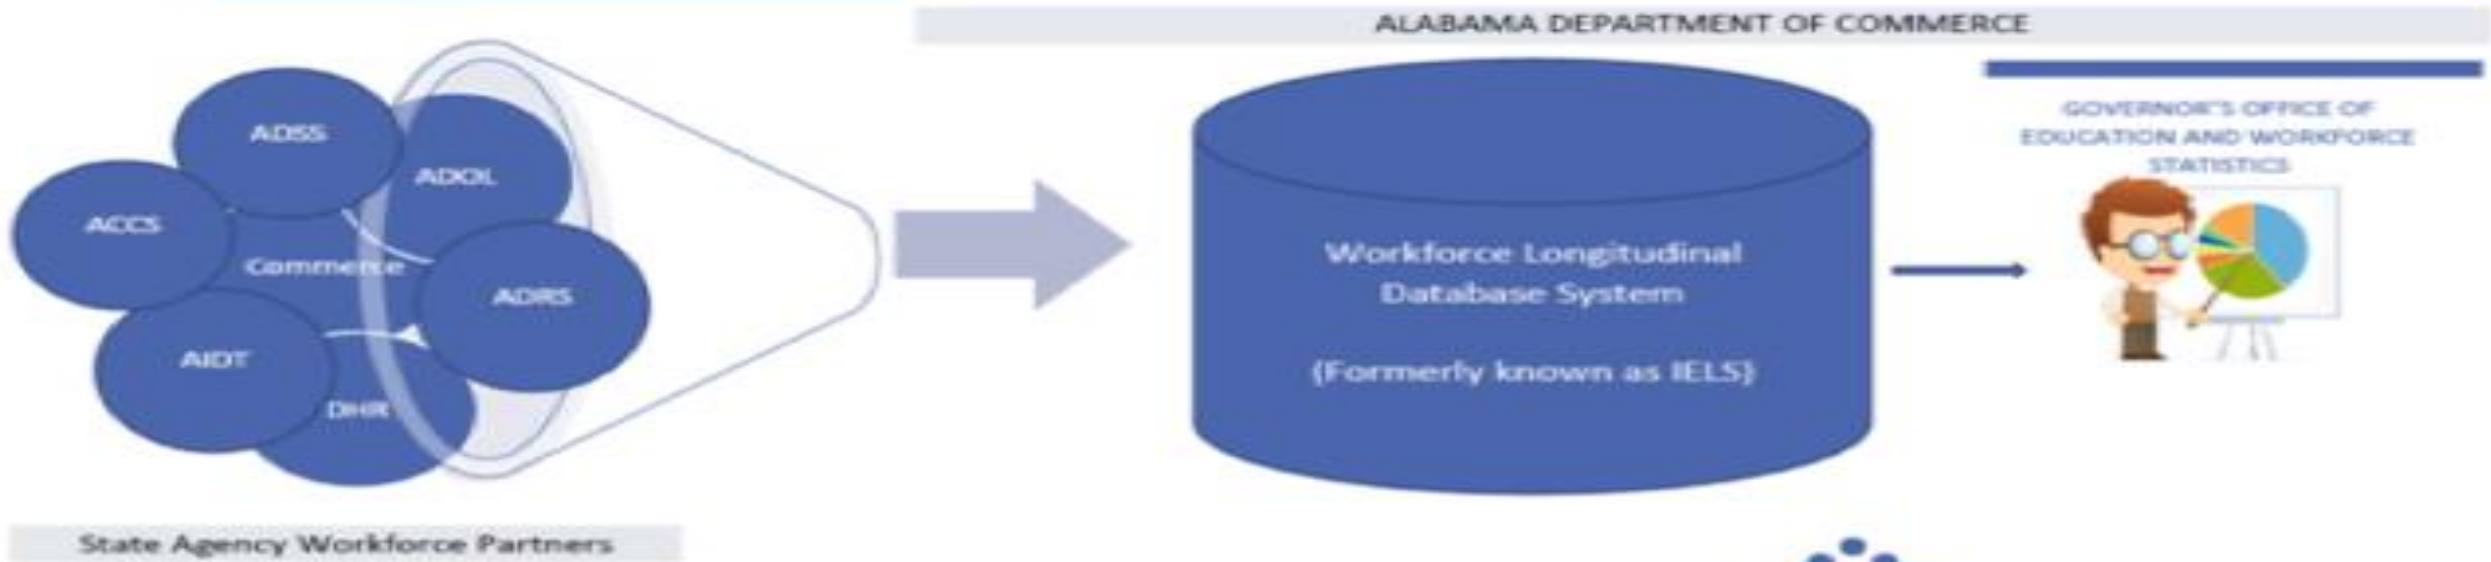 ALABAMA DEPARTMENT OF COMMERCE
GOVERNOR'S OFFICE OF
EDUCATION AND WORKFORCE
STATISTICS
ADSS
ADOL
ACCS
Commerce
ADRS
AIDT
DHR
Workforce Longitudinal
Database System
(Formerly known as IELS)
State Agency Workforce Partners